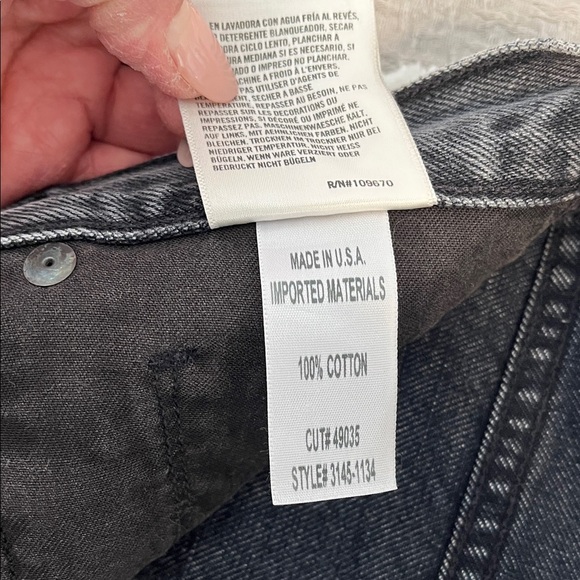 EN LAVADORA CON AGUA FRÍA AL REVÉS,
DETERGENTE BLANQUEADOR, SECAR
CICLO LENTO, PLANCHAR A
MEDIANA SI ES NECESARIO, SI
O IMPRESO NO PLANCHAR.
MACHINE A FROID À L'ENVERS.
PAS UTILISER D'AGENTS DE
SÉCHER A BASSE
TEMPÉRATURE, REPASSER AU BESOIN, NE
REPASSER SUR LES DÉCORATIONS OU
IMPRESSIONS, SI DÉCORÉ OU IMPRIMÉ NE
REPASSEZ PAS. MASCHINENWAESCHE KALT,
AUF LINKS, MIT AEHNLICHEN FARBEN. NICHT
BLEICHEN. TROCKNEN IM TROCKNER NUR BEI
NIEDRIGER TEMPERATUR. NICHT HEISS
BÜGELN. WENN WARE VERZIERT ODER
BEDRUCKT NICHT BÜGELN
R/N#109670
MADE IN U.S.A.
IMPORTED MATERIALS
100% COTTON
CUT# 49035
STYLE# 3145-1134